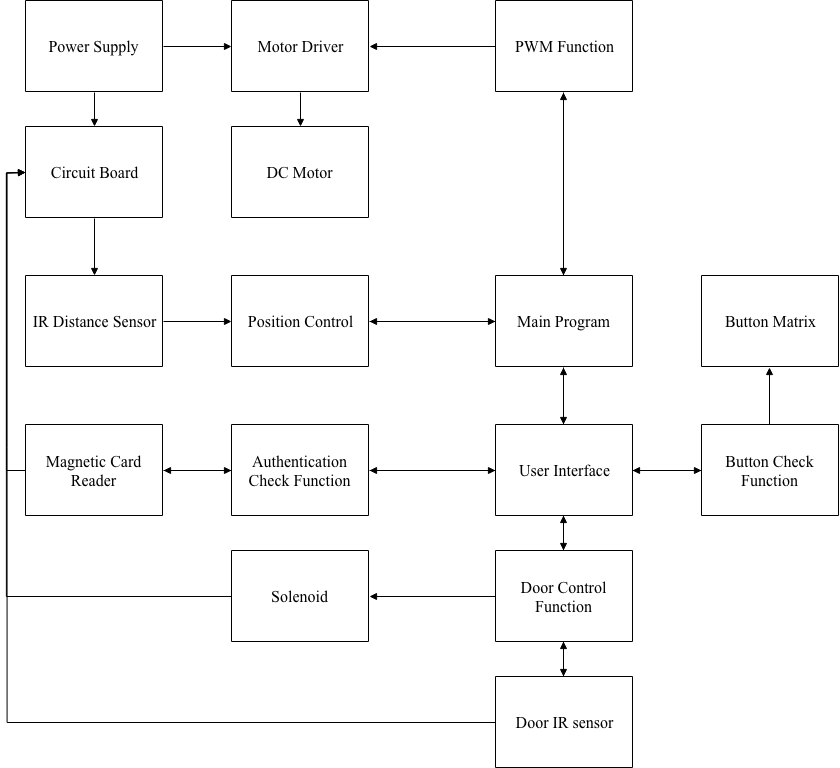 Power Supply
Motor Driver
PWM Function
Circuit Board
DC Motor
IR Distance Sensor
Position Control
Main Program
Button Matrix
Magnetic Card
Reader
Authentication
Check Function
User Interface
Button Check
Function
Solenoid
Door Control
Function
Door IR sensor